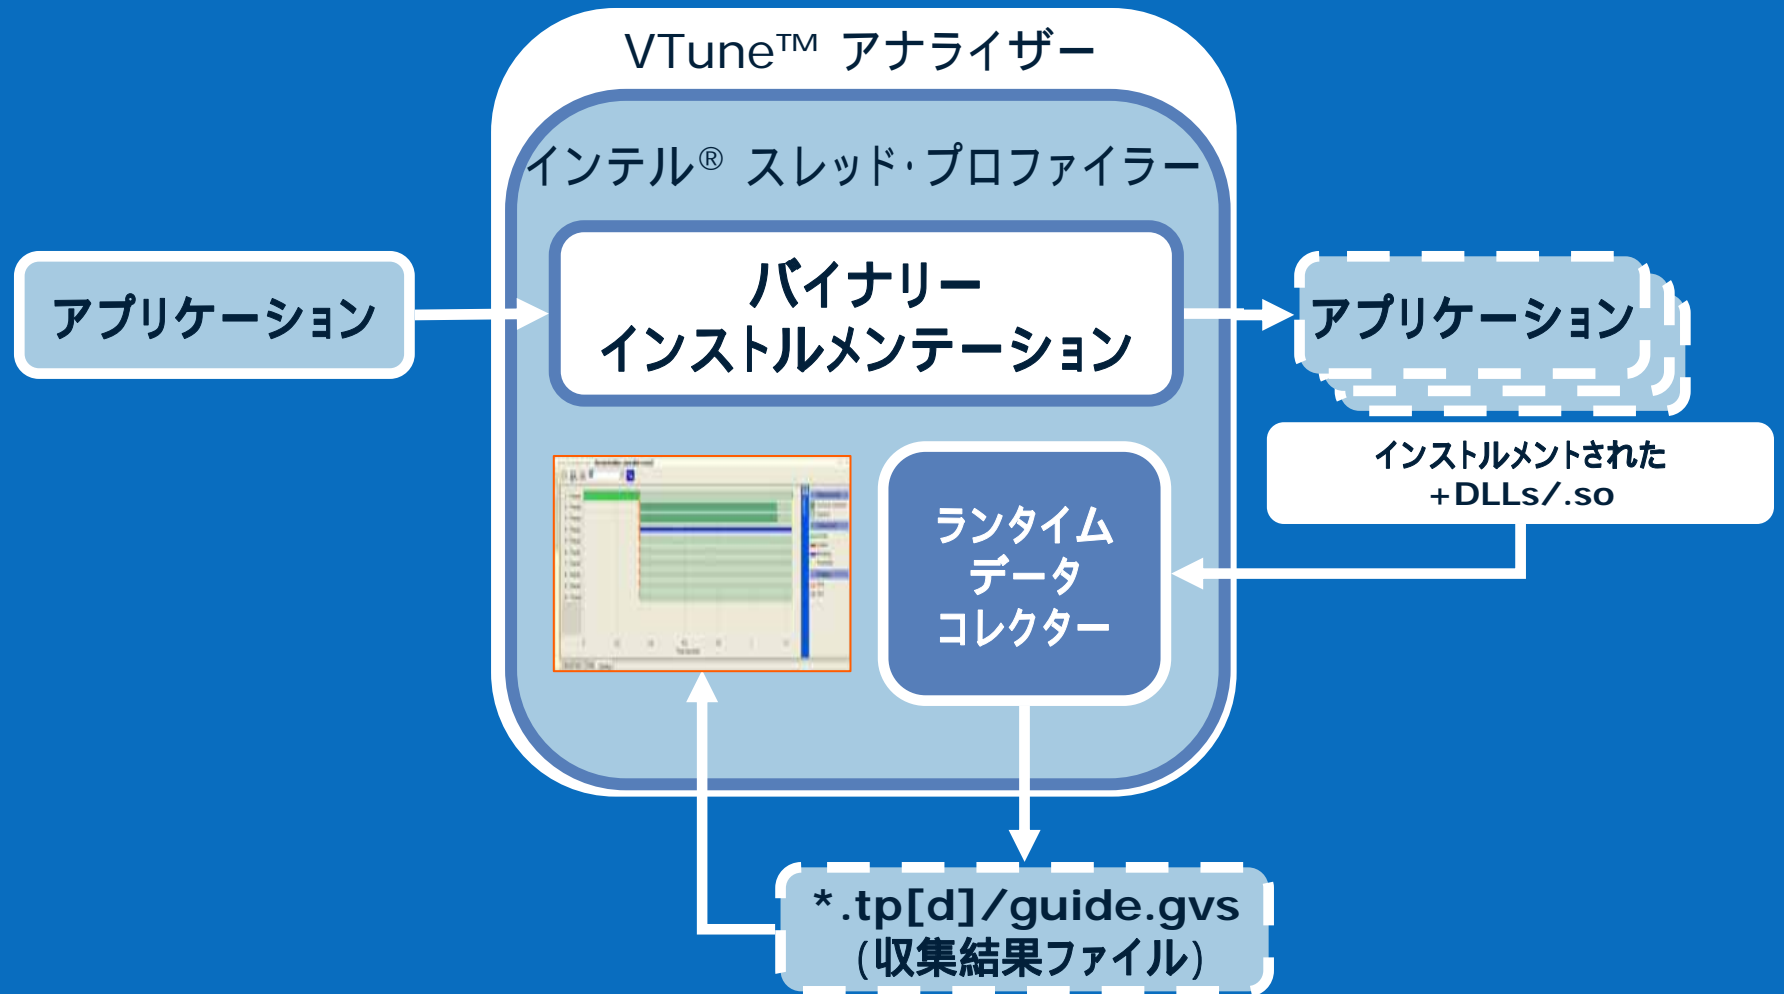 VTune™ アナライザー
インテル® スレッド・プロファイラー
アプリケーション
バイナリー
インストルメンテーション
アプリケーション
インストルメントされた
+DLLs/.so
ランタイム
データ
コレクター
*.tp[d]/guide.gvs
(収集結果ファイル)